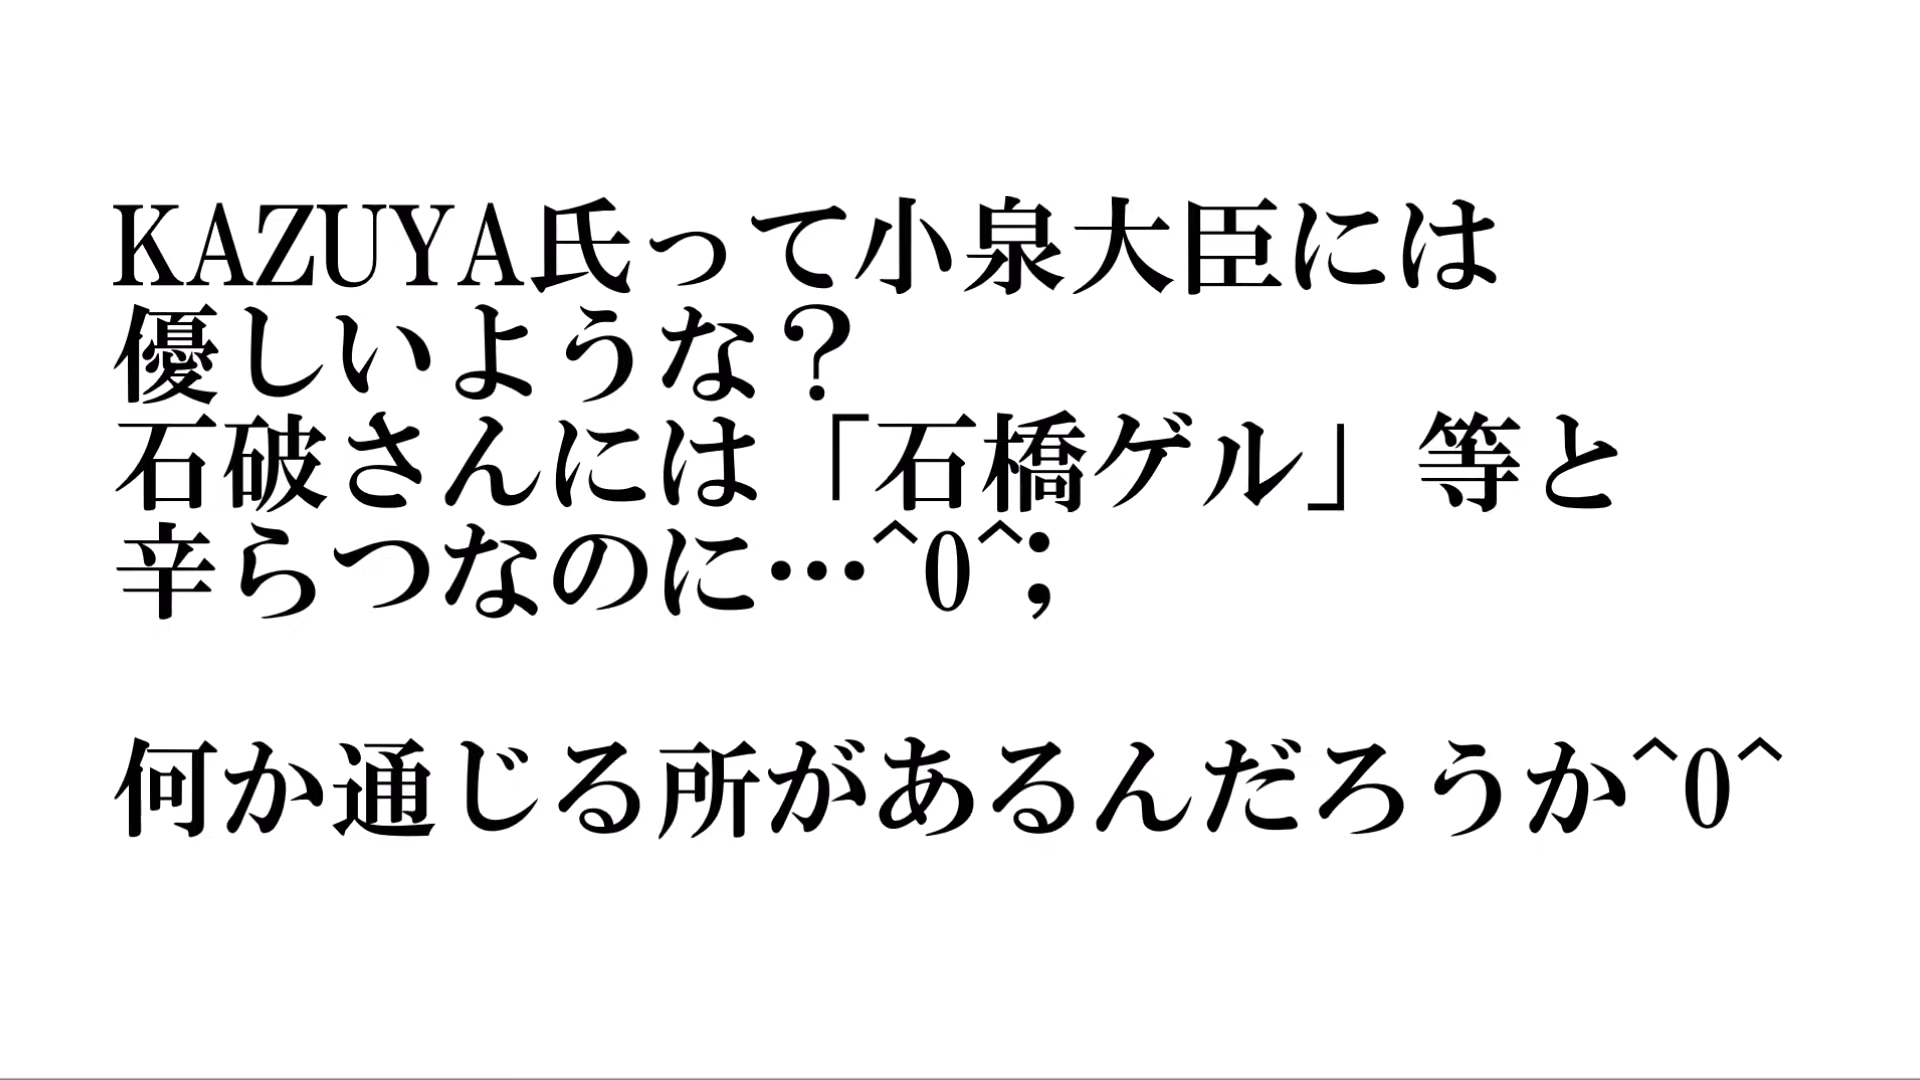 KAZUYA氏って小泉大臣には
優しいような？
石破さんには「石橋ゲル」等と
辛らつなのに…^0^;
何か通じる所があるんだろうか^0^